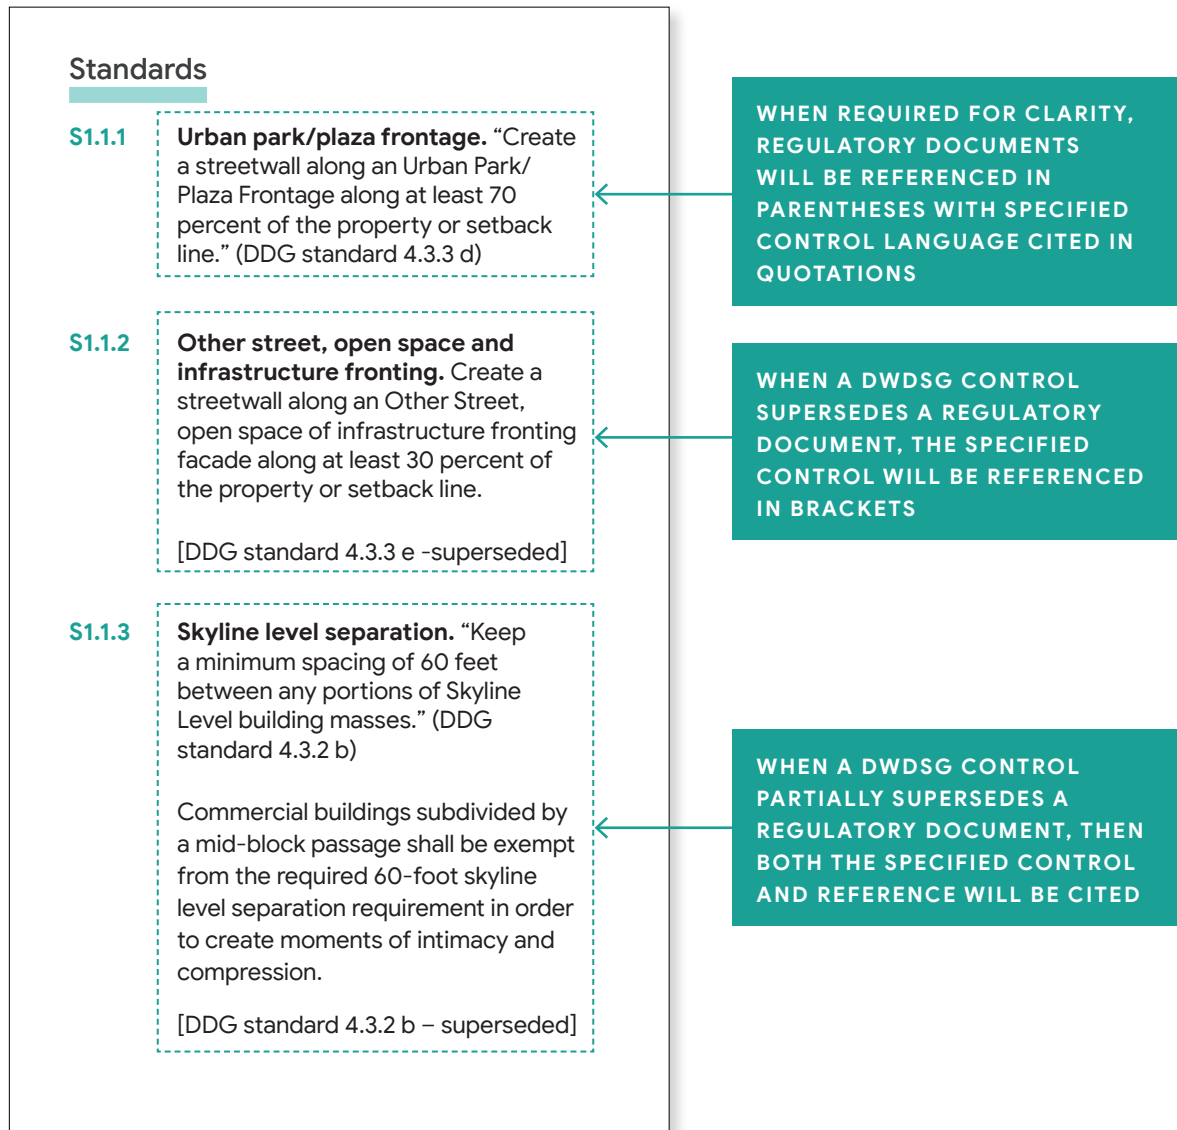 Standards
S1.1.1
Urban park/plaza frontage. “Create
a streetwall along an Urban Park/
Plaza Frontage along at least 70
percent of the property or setback
line.” (DDG standard 4.3.3 d)
WHEN REQUIRED FOR CLARITY,
REGULATORY DOCUMENTS
WILL BE REFERENCED IN
PARENTHESES WITH SPECIFIED
CONTROL LANGUAGE CITED IN
QUOTATIONS
S1.1.2
Other street, open space and
infrastructure fronting. Create a
streetwall along an Other Street,
open space of infrastructure fronting
facade along at least 30 percent of
the property or setback line.
[DDG standard 4.3.3 e -superseded]
WHEN A DWDSG CONTROL
SUPERSEDES A REGULATORY
DOCUMENT, THE SPECIFIED
CONTROL WILL BE REFERENCED
IN BRACKETS
S1.1.3
Skyline level separation. “Keep
a minimum spacing of 60 feet
between any portions of Skyline
Level building masses.” (DDG
standard 4.3.2 b)
Commercial buildings subdivided by
a mid-block passage shall be exempt
from the required 60-foot skyline
level separation requirement in order
to create moments of intimacy and
compression.
[DDG standard 4.3.2 b – superseded]
WHEN A DWDSG CONTROL
PARTIALLY SUPERSEDES A
REGULATORY DOCUMENT, THEN
BOTH THE SPECIFIED CONTROL
AND REFERENCE WILL BE CITED